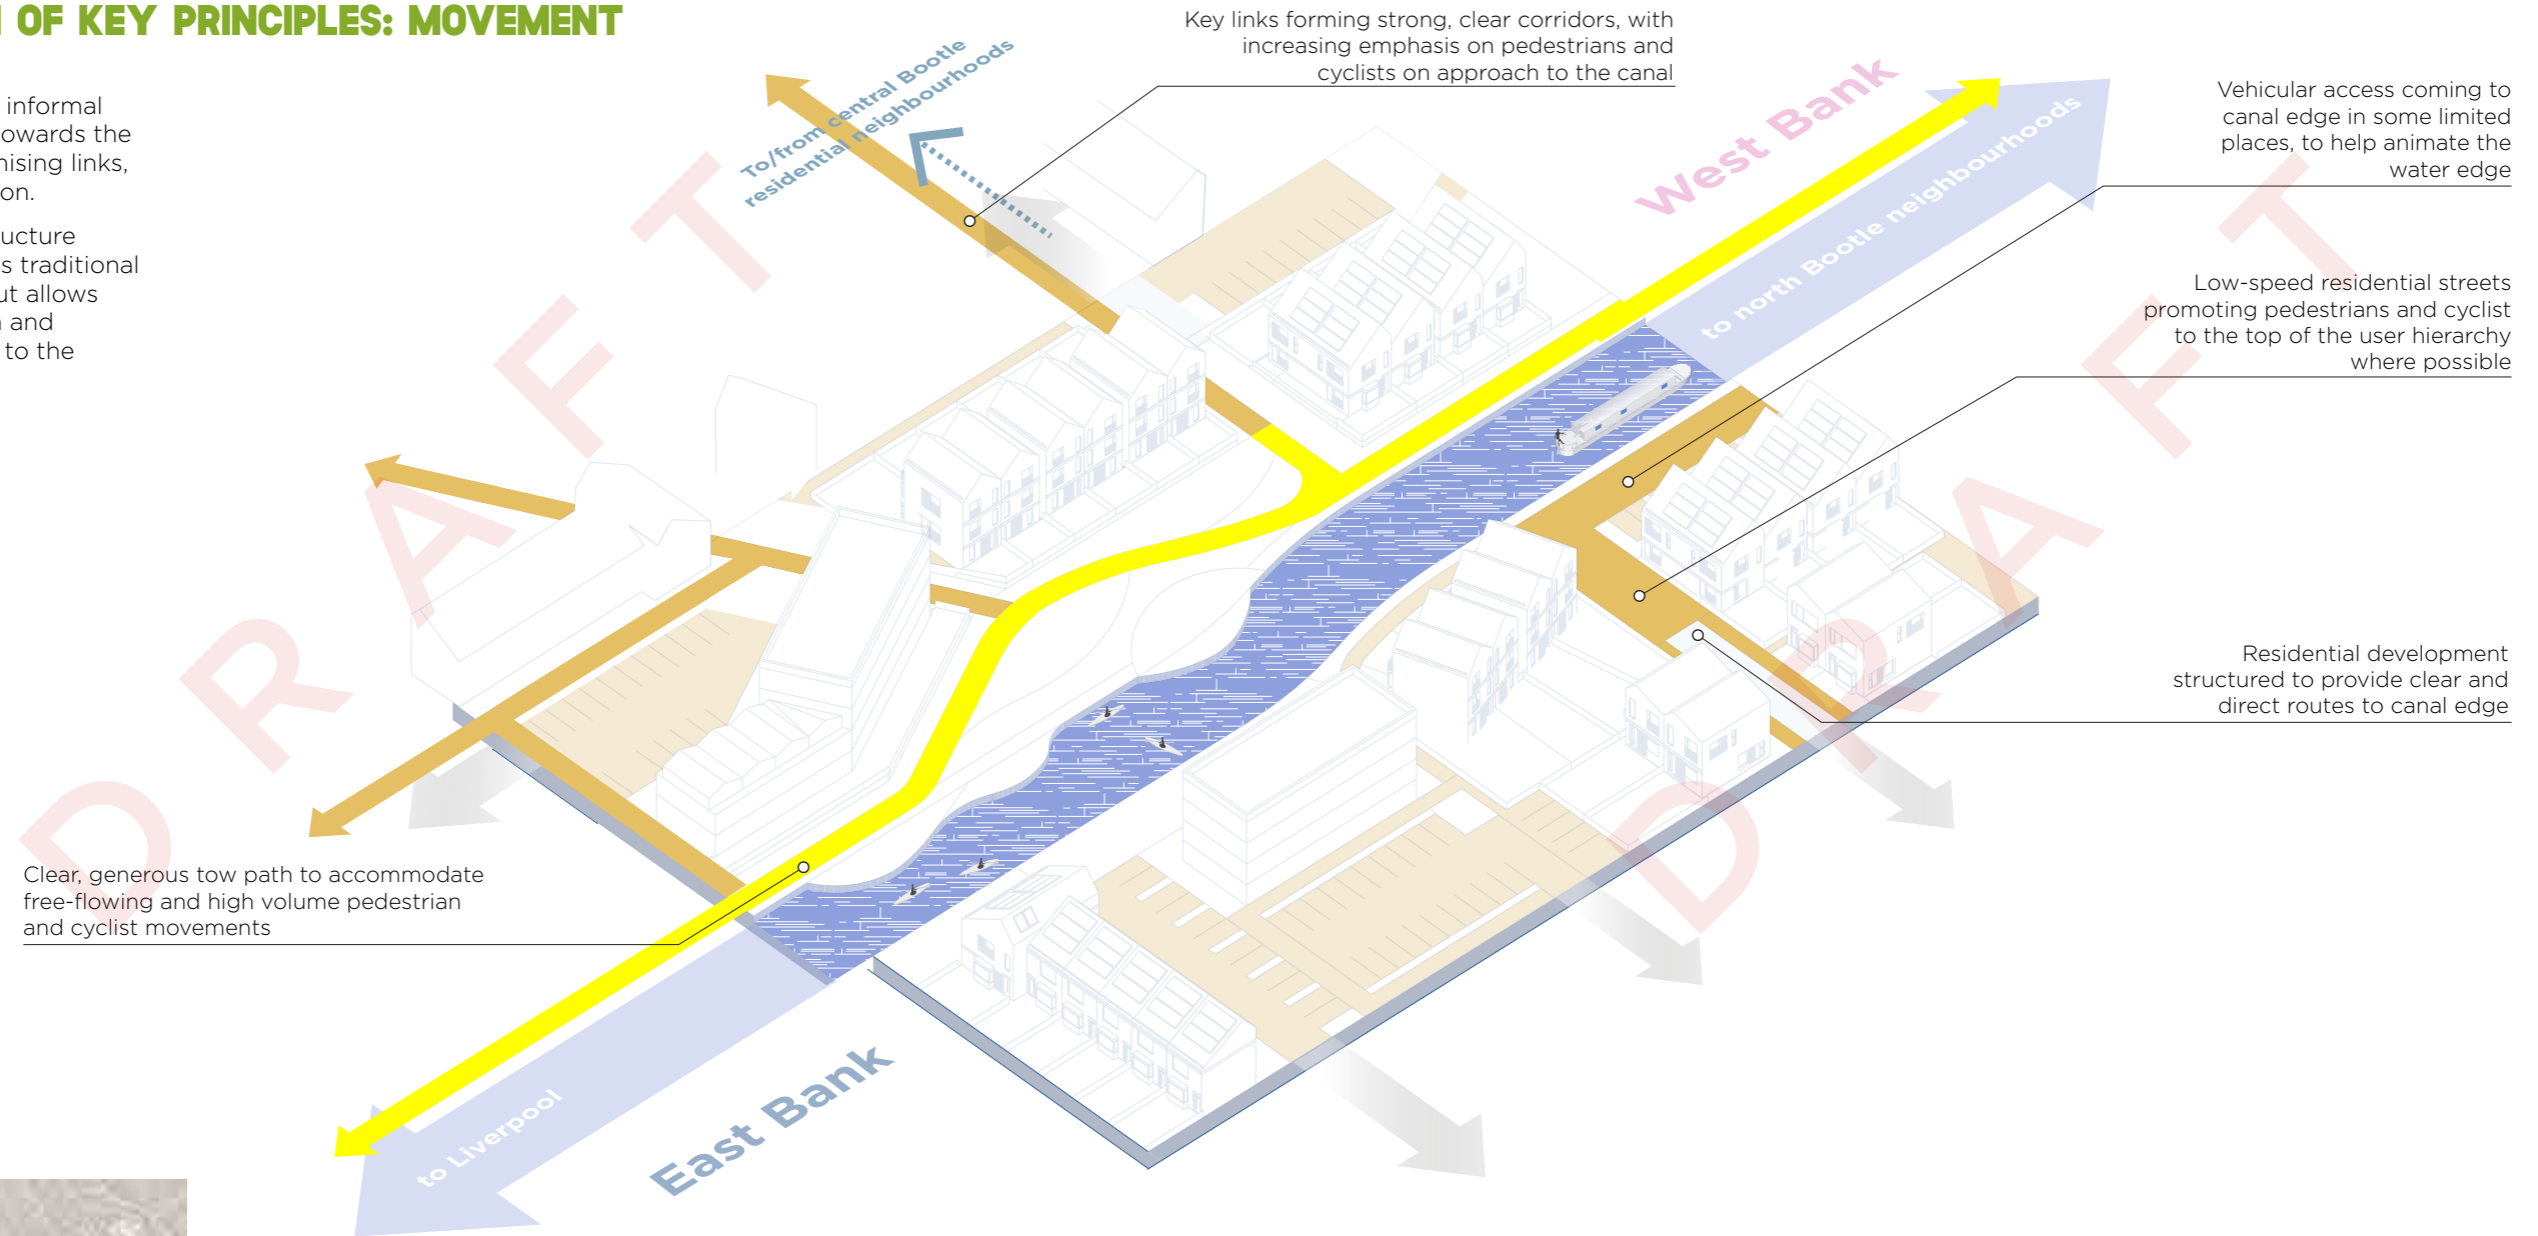 OF KEY PRINCIPLES: MOVEMENT
informal
towards the
links,
traditional
allows
and
to the
Key links forming strong, clear corridors, with
increasing emphasis on pedestrians and
cyclists on approach to the canal
To/from central Bootle
residential neighbourhoods
West Bank
to north Bootle neighbourhoods
Vehicular access coming to
canal edge in some limited
places, to help animate the
water edge
Low-speed residential streets
promoting pedestrians and cyclist
to the top of the user hierarchy
where possible
Residential development
structured to provide clear and
direct routes to canal edge
Clear, generous tow path to accommodate
free-flowing and high volume pedestrian
and cyclist movements
to Liverpool
East Bank
DRAFT
DRAFT